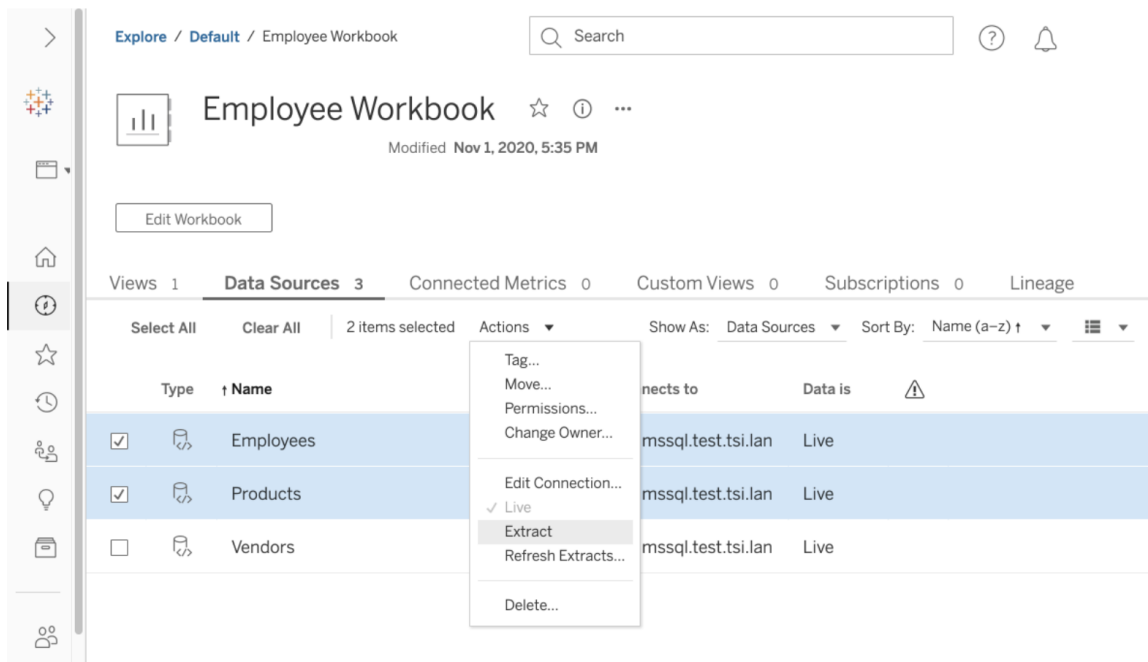 Explore / Default / Employee Workbook
Search
Employee Workbook
Modified Nov 1, 2020, 5:35 PM
Edit Workbook
Views 1 Data Sources 3 Connected Metrics 0 Custom Views 0 Subscriptions 0 Lineage
Select All Clear All 2 items selected Actions Show As: Data Sources Sort By: Name (a–z) ↑
Tag...
Move...
Permissions...
Change Owner...
Edit Connection...
✓ Live
Extract
Refresh Extracts...
Delete...
Type ↑ Name nects to Data is
Employees mssql.test.tsi.lan Live
Products mssql.test.tsi.lan Live
Vendors mssql.test.tsi.lan Live